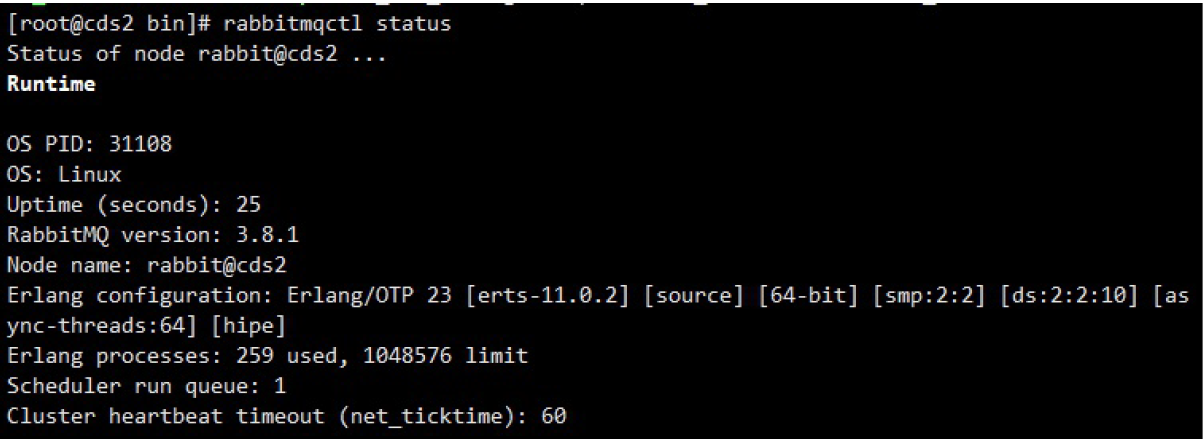 [root@cds2 bin]# rabbitmqctl status
Status of node rabbit@cds2 ...
Runtime
OS PID: 31108
OS: Linux
Uptime (seconds): 25
RabbitMQ version: 3.8.1
Node name: rabbit@cds2
Erlang configuration: Erlang/OTP 23 [erts-11.0.2] [source] [64-bit] [smp:2:2] [ds:2:2:10] [as
ync-threads:64] [hipe]
Erlang processes: 259 used, 1048576 limit
Scheduler run queue: 1
Cluster heartbeat timeout (net_ticktime): 60